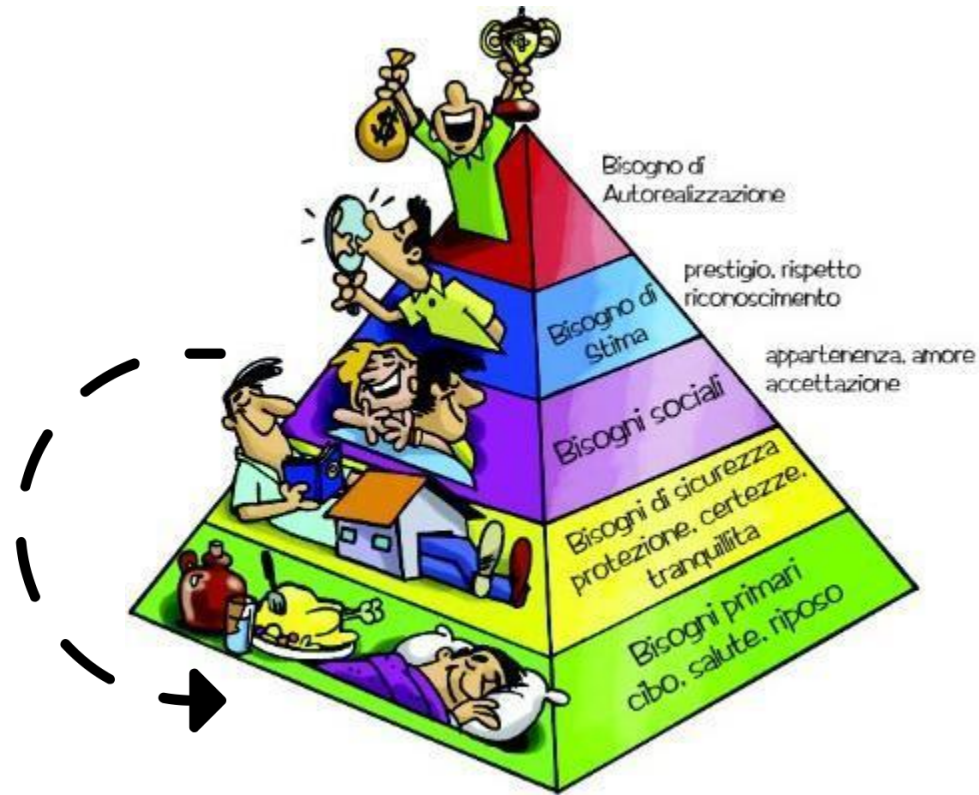 Bisogno di
Autorealizzazione
prestigio, rispetto
riconoscimento
Bisogno di
Stima
appartenenza, amore
accettazione
Bisogni sociali
Bisogni di sicurezza
protezione, certezze,
tranquillita
Bisogni primari
cibo, salute, riposo
$